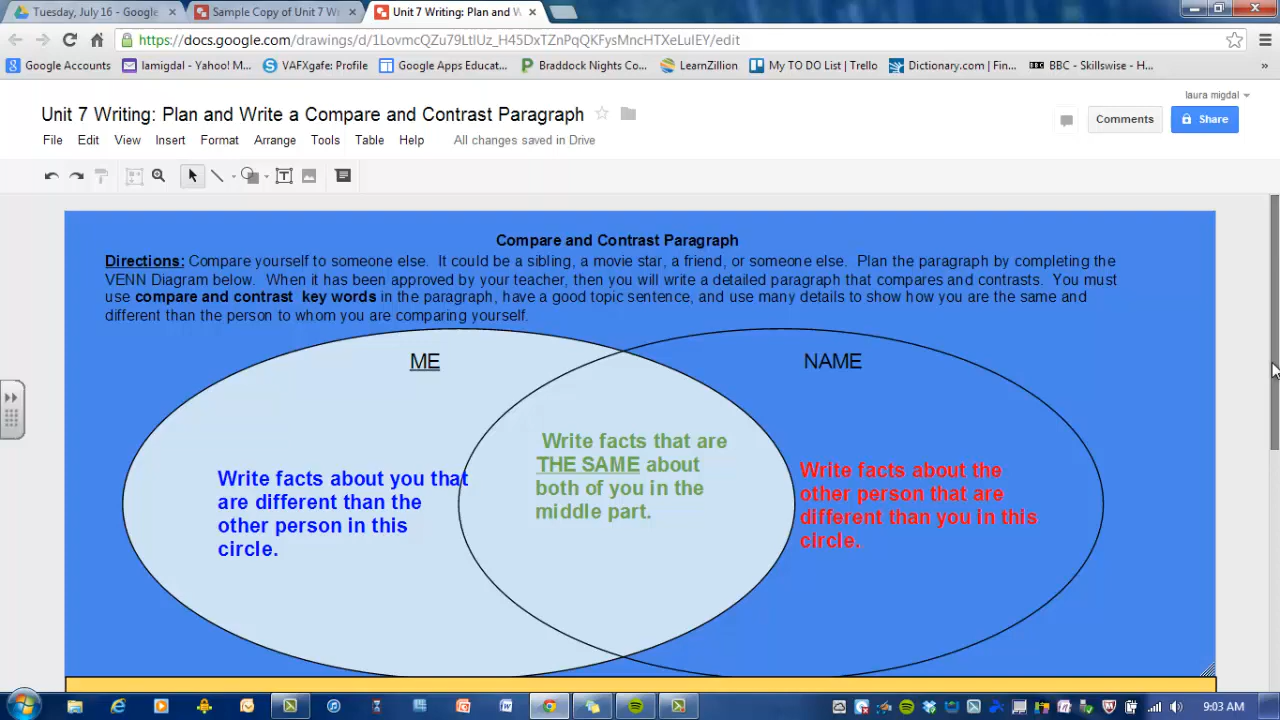 Tuesday, July 16 - Google
Sample Copy of Unit 7 Wr
Unit 7 Writing: Plan and W
https://docs.google.com/drawings/d/1LovmcQZu79LtlUz_H45DxTZnPqQKFysMncHTXeLuIEY/edit
Google Accounts
lamigdal - Yahoo! M...
VAFXgafe: Profile
Google Apps Educat...
Braddock Nights Co...
LearnZillion
My TO DO List | Trello
Dictionary.com | Fin...
BBC - Skillswise - H...
»
laura migdal
Unit 7 Writing: Plan and Write a Compare and Contrast Paragraph
Comments
Share
File Edit View Insert Format Arrange Tools Table Help All changes saved in Drive
Compare and Contrast Paragraph
Directions: Compare yourself to someone else. It could be a sibling, a movie star, a friend, or someone else. Plan the paragraph by completing the
VENN Diagram below. When it has been approved by your teacher, then you will write a detailed paragraph that compares and contrasts. You must
use compare and contrast key words in the paragraph, have a good topic sentence, and use many details to show how you are the same and
different than the person to whom you are comparing yourself.
ME
NAME
Write facts about you that
are different than the
other person in this
circle.
Write facts that are
THE SAME about
both of you in the
middle part.
Write facts about the
other person that are
different than you in this
circle.
9:03 AM